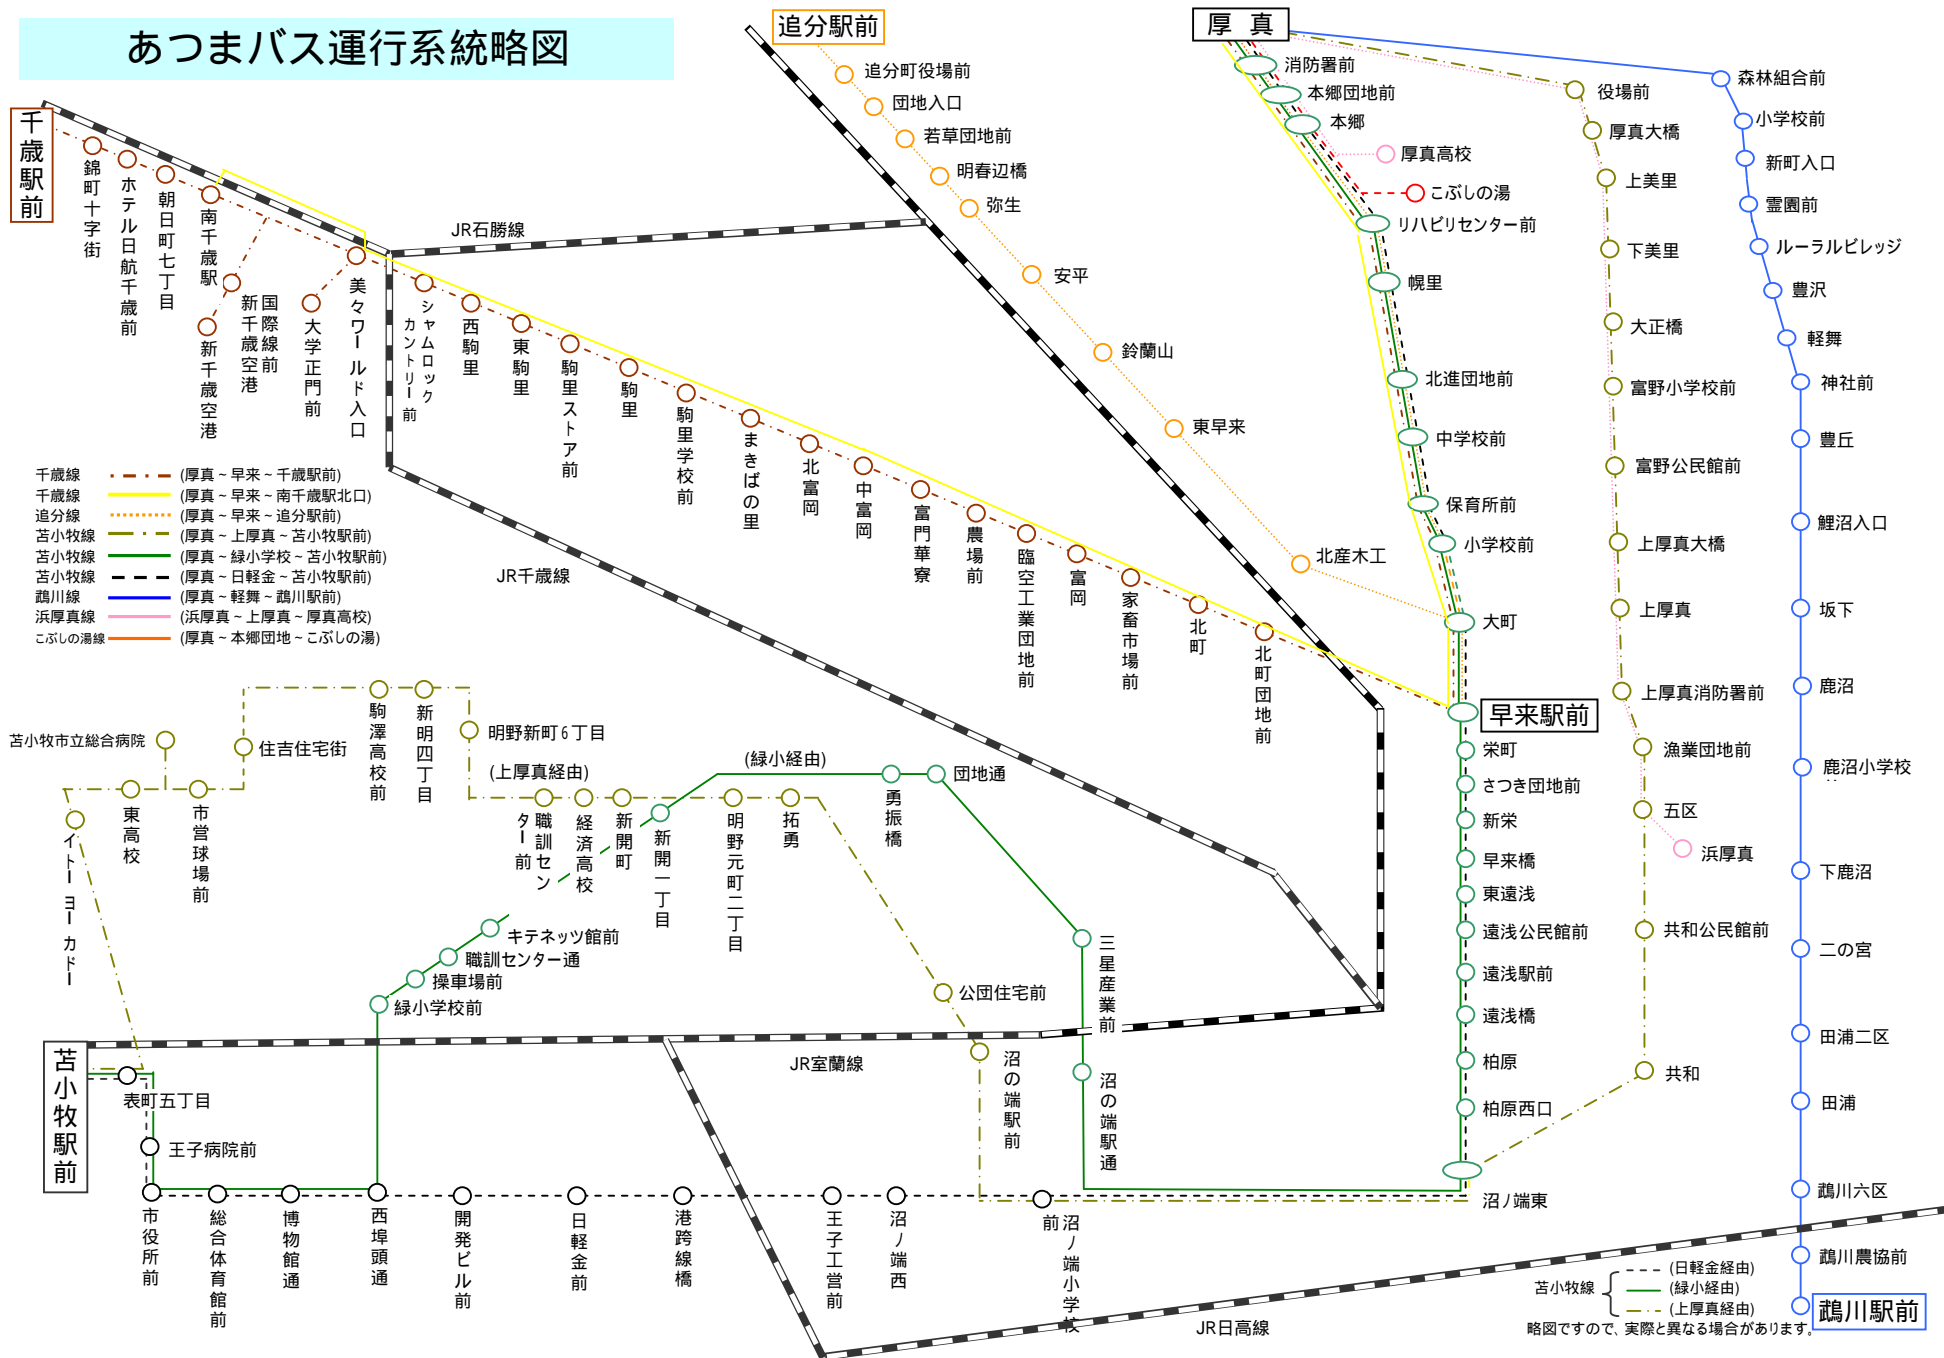 あつまバス運行系統略図
追分駅前
厚 真
千歳駅前
錦町十字街
ホテル日航千歳前
朝日町七丁目
南千歳駅
国際線前
新千歳空港
新千歳空港
大学正門前
美々ワールド入口
シャムロック
カントリー前
西駒里
東駒里
駒里ストア前
駒里
駒里学校前
まきばの里
北富岡
中富岡
富門華寮
農場前
臨空工業団地前
富岡
家畜市場前
北町
北町団地前
JR石勝線
JR千歳線
追分町役場前
団地入口
若草団地前
明春辺橋
弥生
安平
鈴蘭山
東早来
北産木工
消防署前
本郷団地前
本郷
厚真高校
こぶしの湯
リハビリセンター前
幌里
北進団地前
中学校前
保育所前
小学校前
大町
早来駅前
栄町
さつき団地前
新栄
早来橋
東遠浅
遠浅公民館前
遠浅駅前
遠浅橋
柏原
柏原西口
沼ノ端東
役場前
厚真大橋
上美里
下美里
大正橋
富野小学校前
富野公民館前
上厚真大橋
上厚真
上厚真消防署前
漁業団地前
五区
浜厚真
共和公民館前
共和
森林組合前
小学校前
新町入口
霊園前
ルーラルビレッジ
豊沢
軽舞
神社前
豊丘
鯉沼入口
坂下
鹿沼
鹿沼小学校
下鹿沼
二の宮
田浦二区
田浦
鵡川六区
鵡川農協前
鵡川駅前
千歳線 (厚真~早来~千歳駅前)
千歳線 (厚真~早来~南千歳駅北口)
追分線 (厚真~早来~追分駅前)
苫小牧線 (厚真~上厚真~苫小牧駅前)
苫小牧線 (厚真~緑小学校~苫小牧駅前)
苫小牧線 (厚真~日軽金~苫小牧駅前)
鵡川線 (厚真~軽舞~鵡川駅前)
浜厚真線 (浜厚真~上厚真~厚真高校)
こぶしの湯線 (厚真~本郷団地~こぶしの湯)
苫小牧市立総合病院
住吉住宅街
駒澤高校前
新明四丁目
明野新町6丁目
(上厚真経由)
(緑小経由)
東高校
市営球場前
イトーヨーカドー
職訓セン
ター前
経済高校
新開町
新開一丁目
明野元町二丁目
拓勇
勇振橋
団地通
キテネッツ館前
職訓センター通
操車場前
緑小学校前
公団住宅前
三星産業前
沼の端駅前
沼の端駅通
JR室蘭線
苫小牧駅前
表町五丁目
王子病院前
市役所前
総合体育館前
博物館通
西埠頭通
開発ビル前
日軽金前
港跨線橋
王子工営前
沼ノ端西
沼ノ端小学校
前
JR日高線
苫小牧線
(日軽金経由)
(緑小経由)
(上厚真経由)
略図ですので、実際と異なる場合があります。